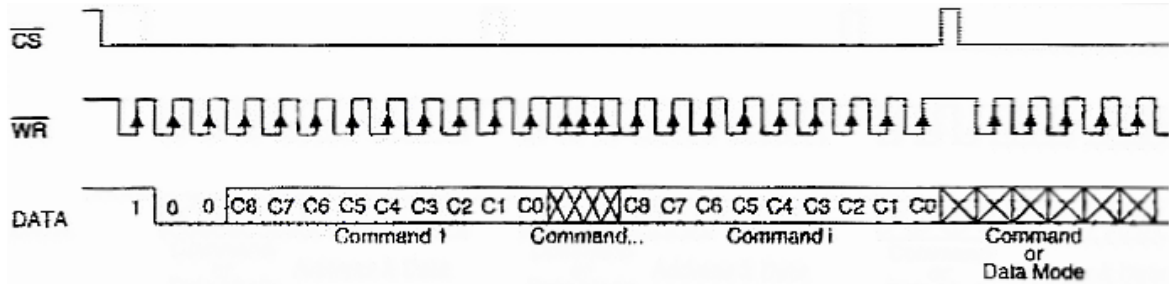 CS
WR
DATA 1 0 0 C8 C7 C6 C5 C4 C3 C2 C1 C0 C8 C7 C6 C5 C4 C3 C2 C1 C0
Command 1 Command... Command i Command
or
Data Mode